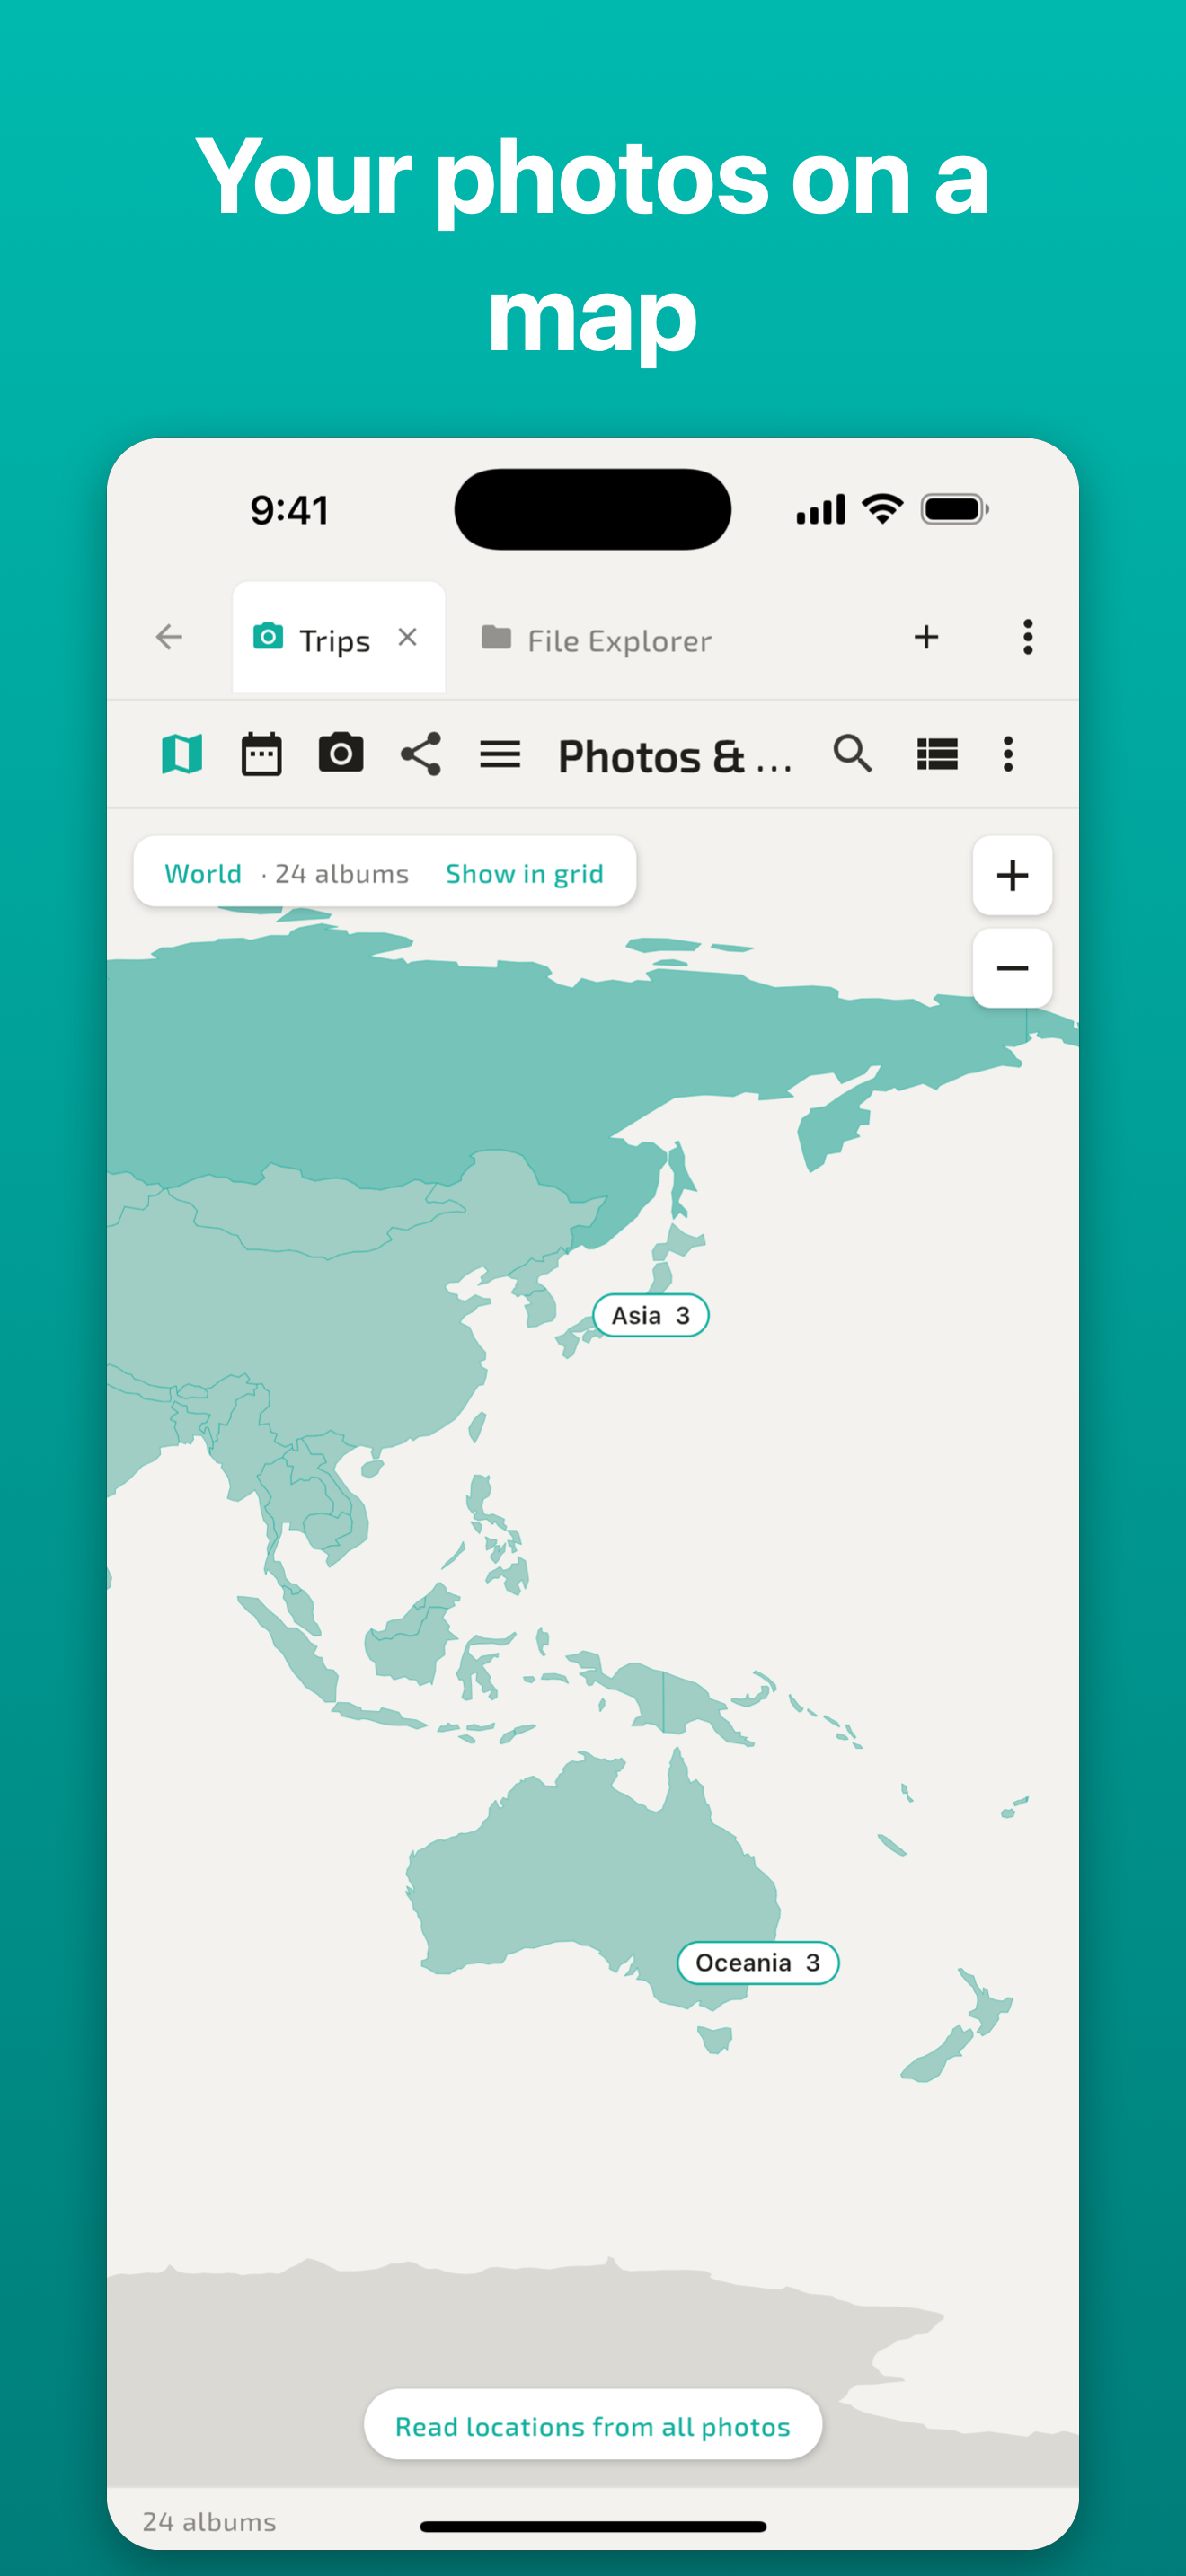 Your photos on a
map
9:41
Trips
File Explorer
Photos & ...
World · 24 albums Show in grid
Asia 3
Oceania 3
Read locations from all photos
24 albums